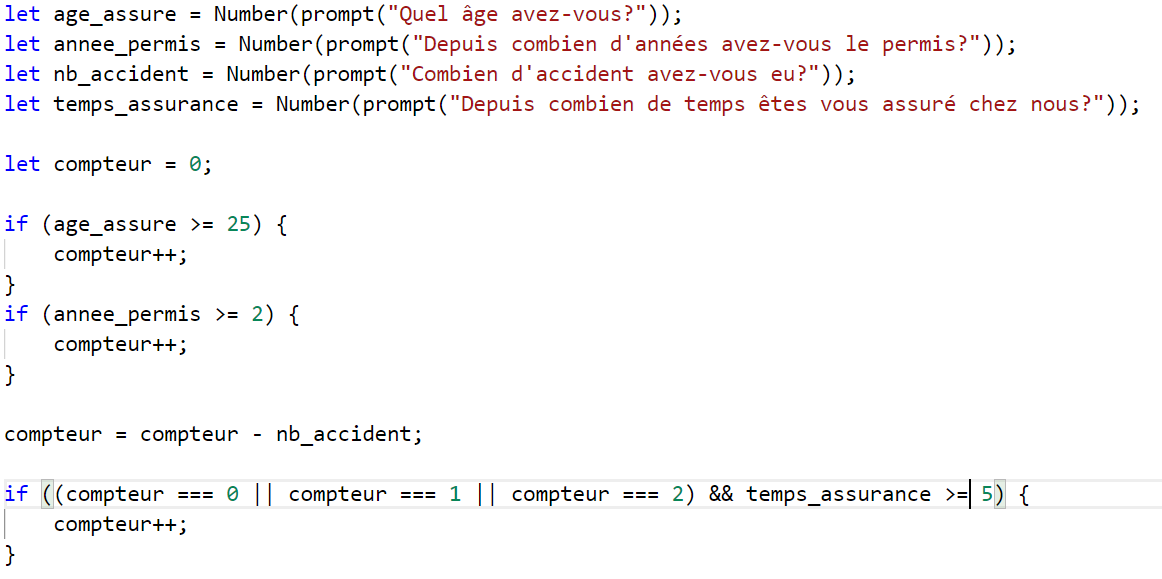 let age_assure = Number(prompt("Quel âge avez-vous?"));
let annee_permis = Number(prompt("Depuis combien d'années avez-vous le permis?"));
let nb_accident = Number(prompt("Combien d'accident avez-vous eu?"));
let temps_assurance = Number(prompt("Depuis combien de temps êtes vous assuré chez nous?"));

let compteur = 0;

if (age_assure >= 25) {
    compteur++;
}
if (annee_permis >= 2) {
    compteur++;
}

compteur = compteur - nb_accident;

if ((compteur === 0 || compteur === 1 || compteur === 2) && temps_assurance >= 5) {
    compteur++;
}